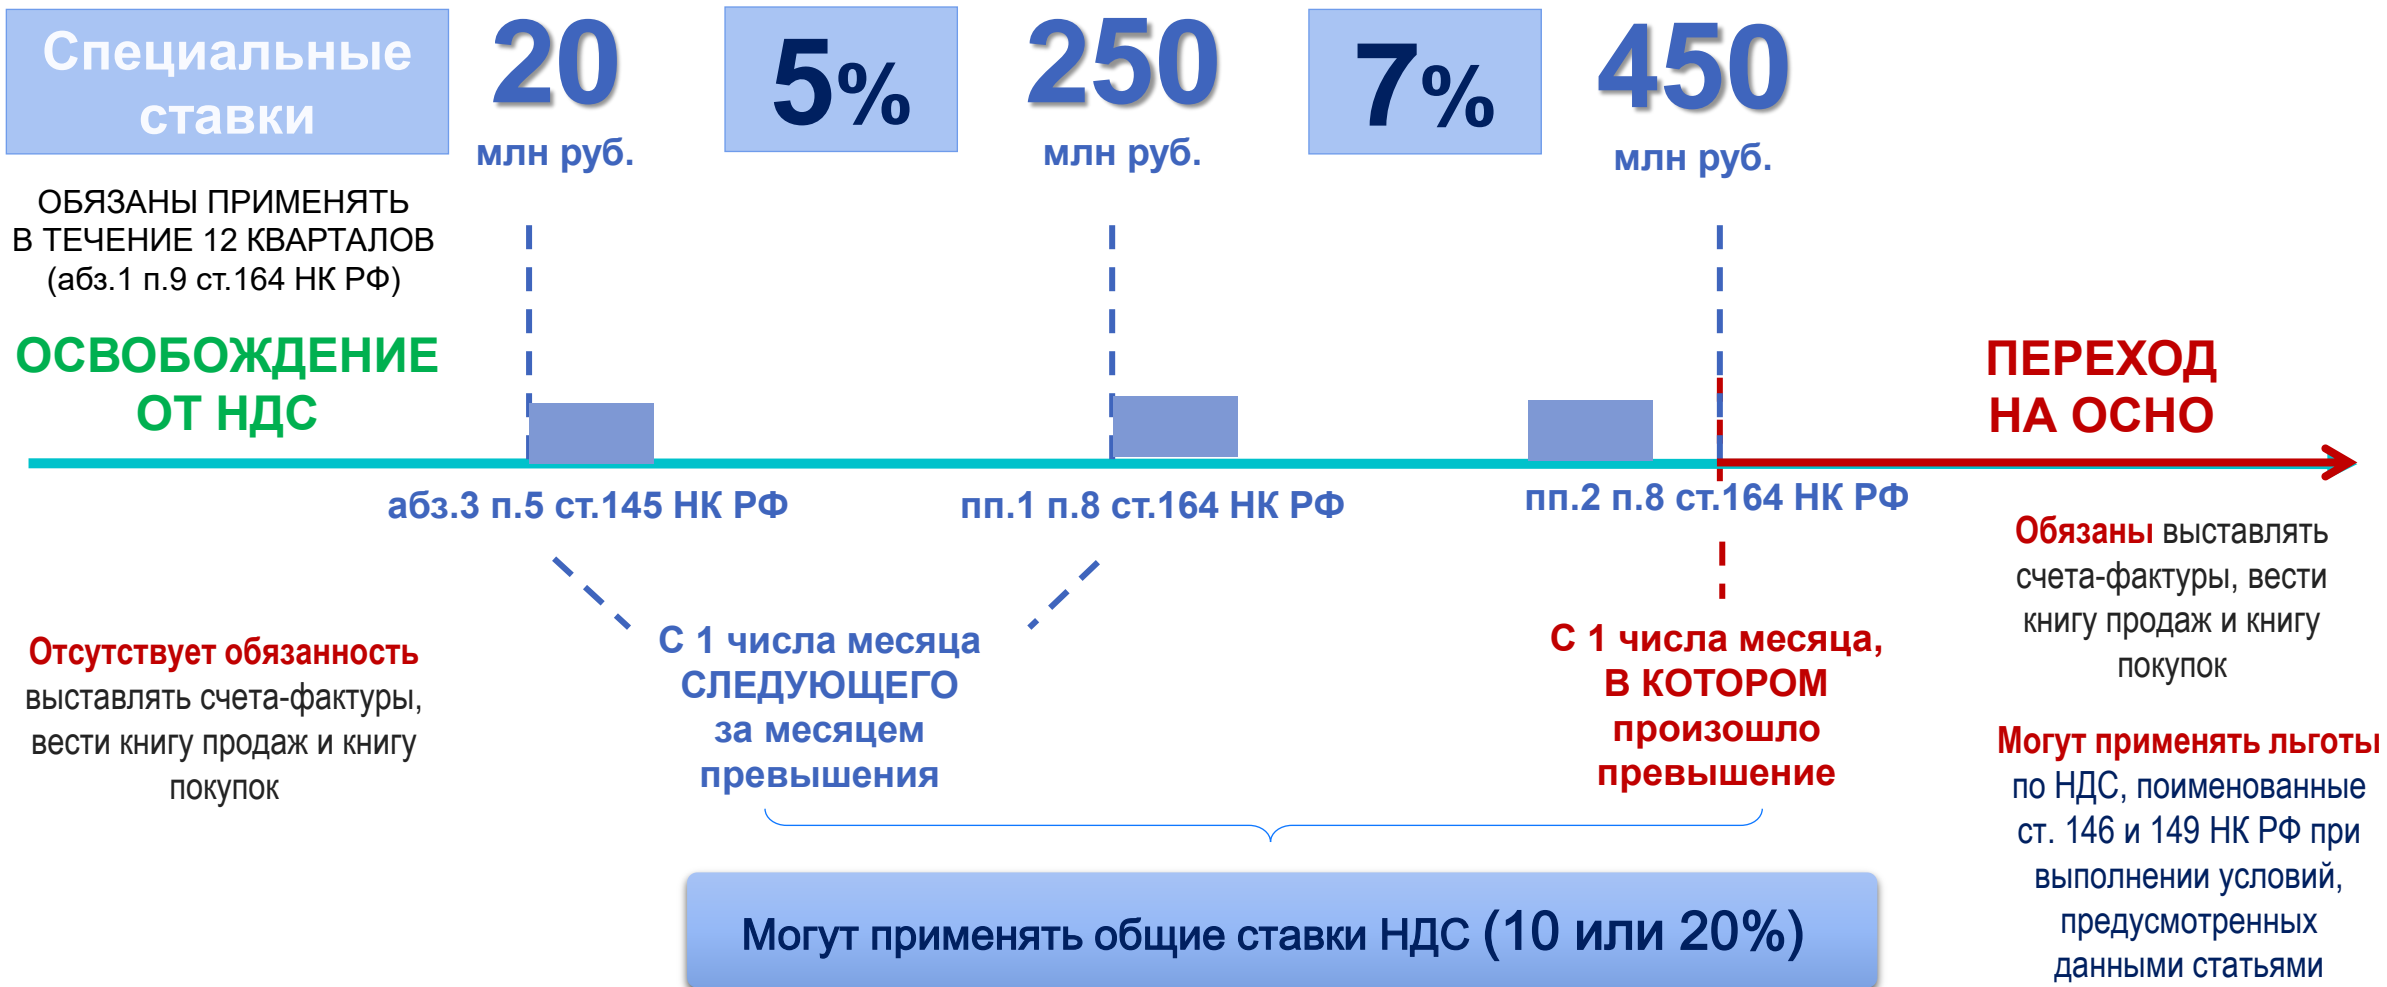 Специальные
ставки
20
млн руб.
5%
250
млн руб.
7%
450
млн руб.
ОБЯЗАНЫ ПРИМЕНЯТЬ
В ТЕЧЕНИЕ 12 КВАРТАЛОВ
(абз.1 п.9 ст.164 НК РФ)
ОСВОБОЖДЕНИЕ
ОТ НДС
ПЕРЕХОД
НА ОСНО
абз.3 п.5 ст.145 НК РФ
пп.1 п.8 ст.164 НК РФ
пп.2 п.8 ст.164 НК РФ
Отсутствует обязанность
выставлять счета-фактуры,
вести книгу продаж и книгу
покупок
С 1 числа месяца
СЛЕДУЮЩЕГО
за месяцем
превышения
С 1 числа месяца,
В КОТОРОМ
произошло
превышение
Обязаны выставлять
счета-фактуры, вести
книгу продаж и книгу
покупок
Могут применять льготы
по НДС, поименованные
ст. 146 и 149 НК РФ при
выполнении условий,
предусмотренных
данными статьями
Могут применять общие ставки НДС (10 или 20%)